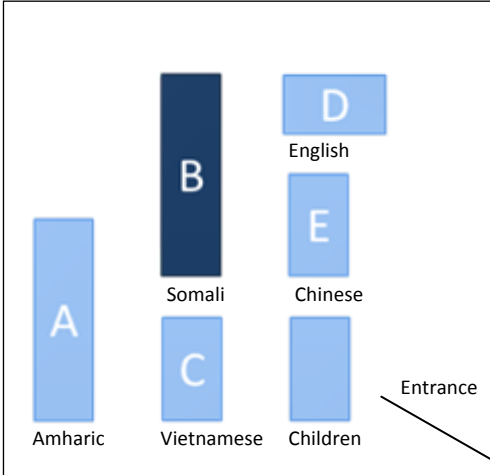 D
English
B
E
Somali
Chinese
A
C
Entrance
Amharic
Vietnamese
Children